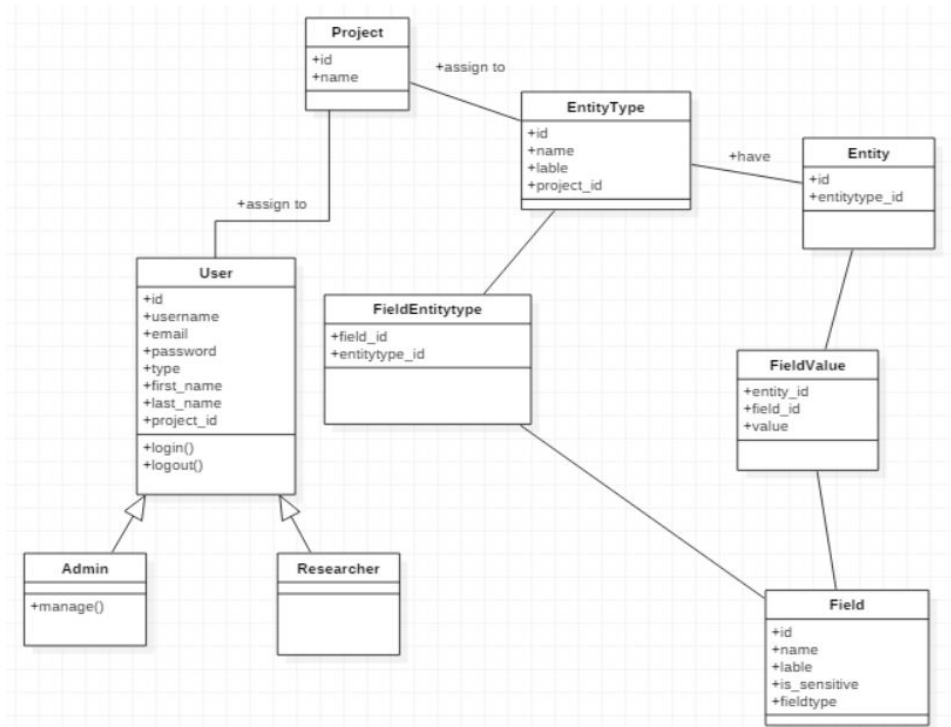 Project
+id
+name
+assign to
EntityType
+id
+name
+lable
+project_id
+have
Entity
+id
+entitytype_id
+assign to
User
+id
+username
+email
+password
+type
+first_name
+last_name
+project_id
+login()
+logout()
FieldEntitytype
+field_id
+entitytype_id
FieldValue
+entity_id
+field_id
+value
Admin
+manage()
Researcher
Field
+id
+name
+lable
+is_sensitive
+fieldtype